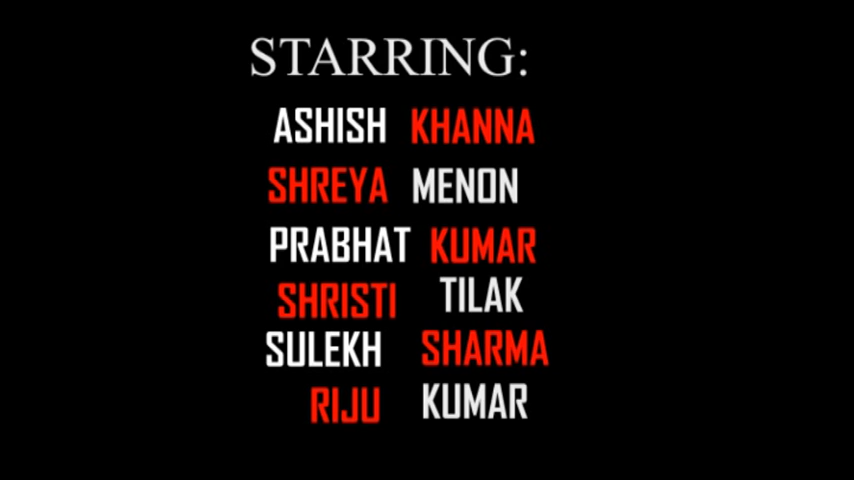 STARRING:
ASHISH KHANNA
SHREYA MENON
PRABHAT KUMAR
SHRISTI TILAK
SULEKH SHARMA
RIJU KUMAR